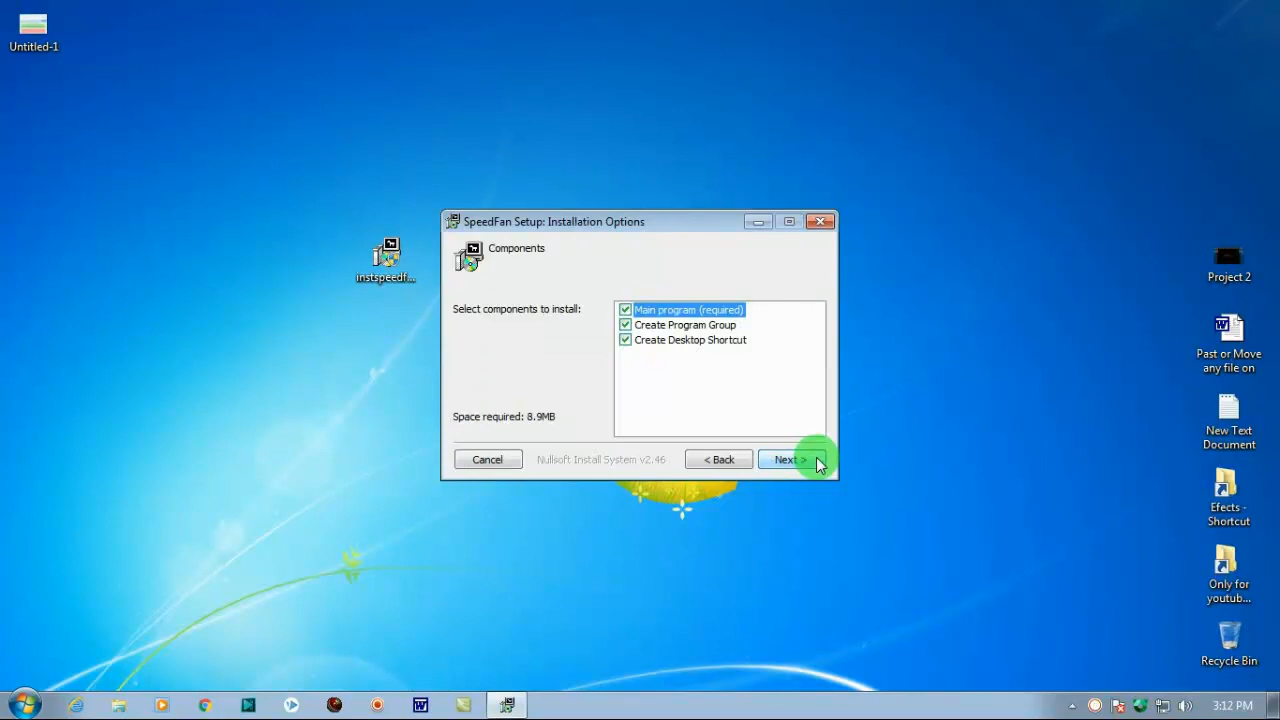 Untitled-1
instspeedf...
SpeedFan Setup: Installation Options
Components
Select components to install:
Main program (required)
Create Program Group
Create Desktop Shortcut
Space required: 8.9MB
Cancel
Nullsoft Install System v2.46
< Back
Next >
Project 2
Past or Move
any file on
New Text
Document
Efects -
Shortcut
Only for
youtub...
Recycle Bin
3:12 PM